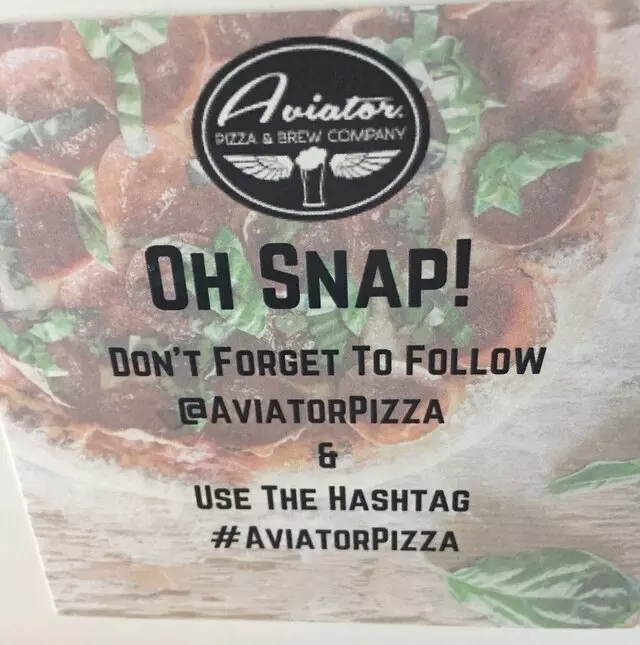 Aviator
PIZZA & BREW COMPANY
OH SNAP!
DON'T FORGET TO FOLLOW
@AVIATORPIZZA
&
USE THE HASHTAG
#AVIATORPIZZA